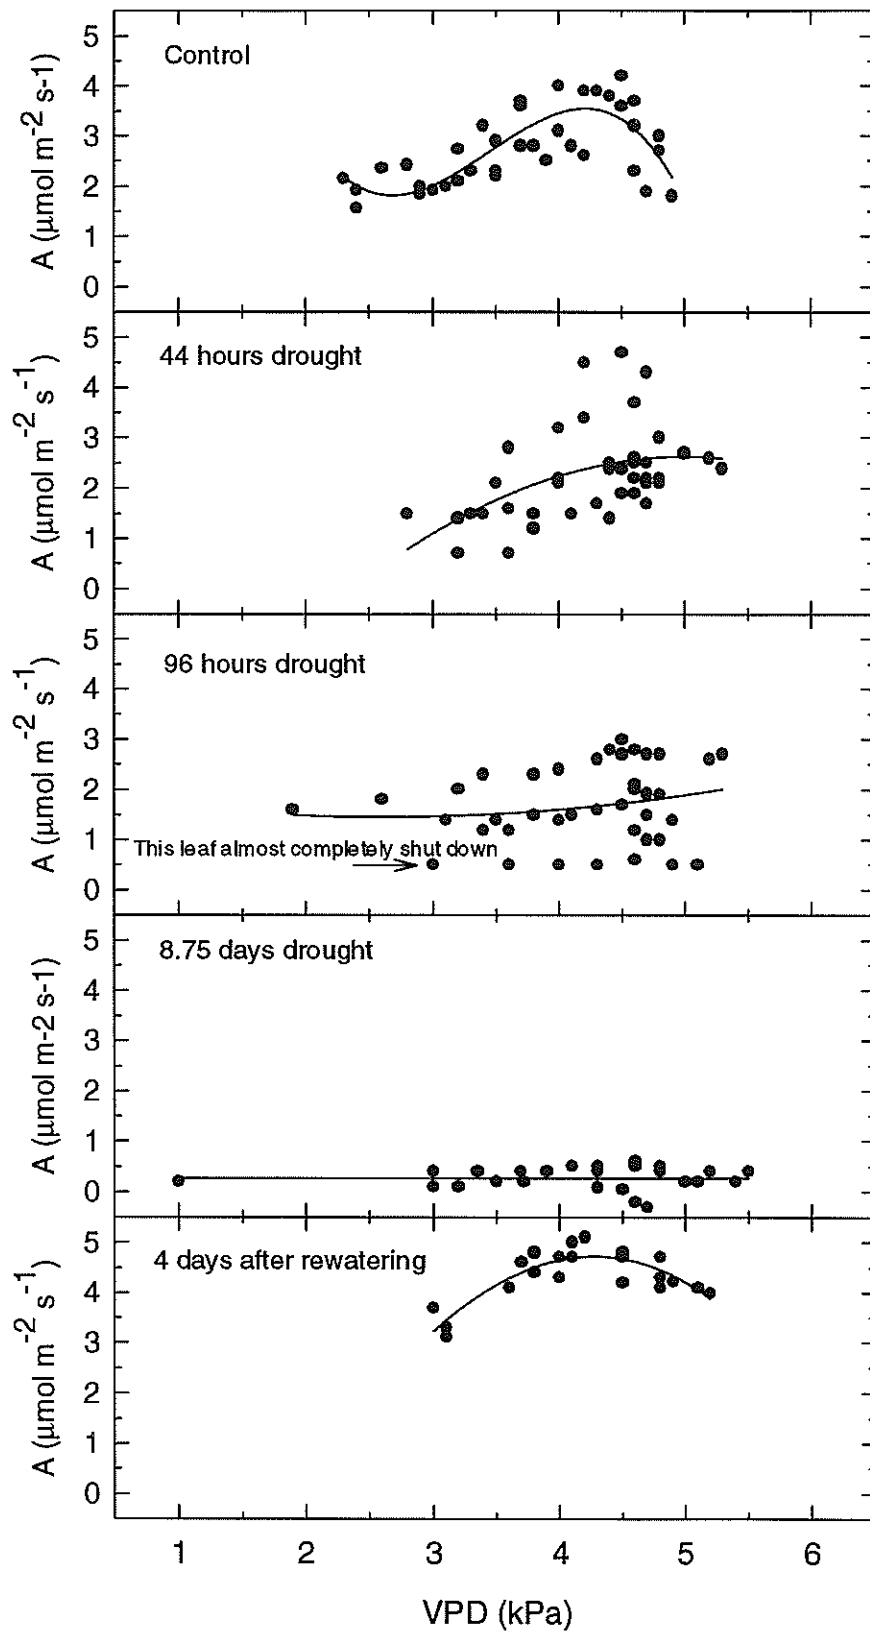 Control
A (μmol m⁻² s-1)
5
4
3
2
1
0
44 hours drought
A (μmol m⁻² s⁻¹)
5
4
3
2
1
0
96 hours drought
A (μmol m⁻² s⁻¹)
5
4
3
2
1
0
This leaf almost completely shut down
8.75 days drought
A (μmol m-2 s-1)
5
4
3
2
1
0
4 days after rewatering
A (μmol m⁻² s⁻¹)
5
4
3
2
1
0
1 2 3 4 5 6
VPD (kPa)